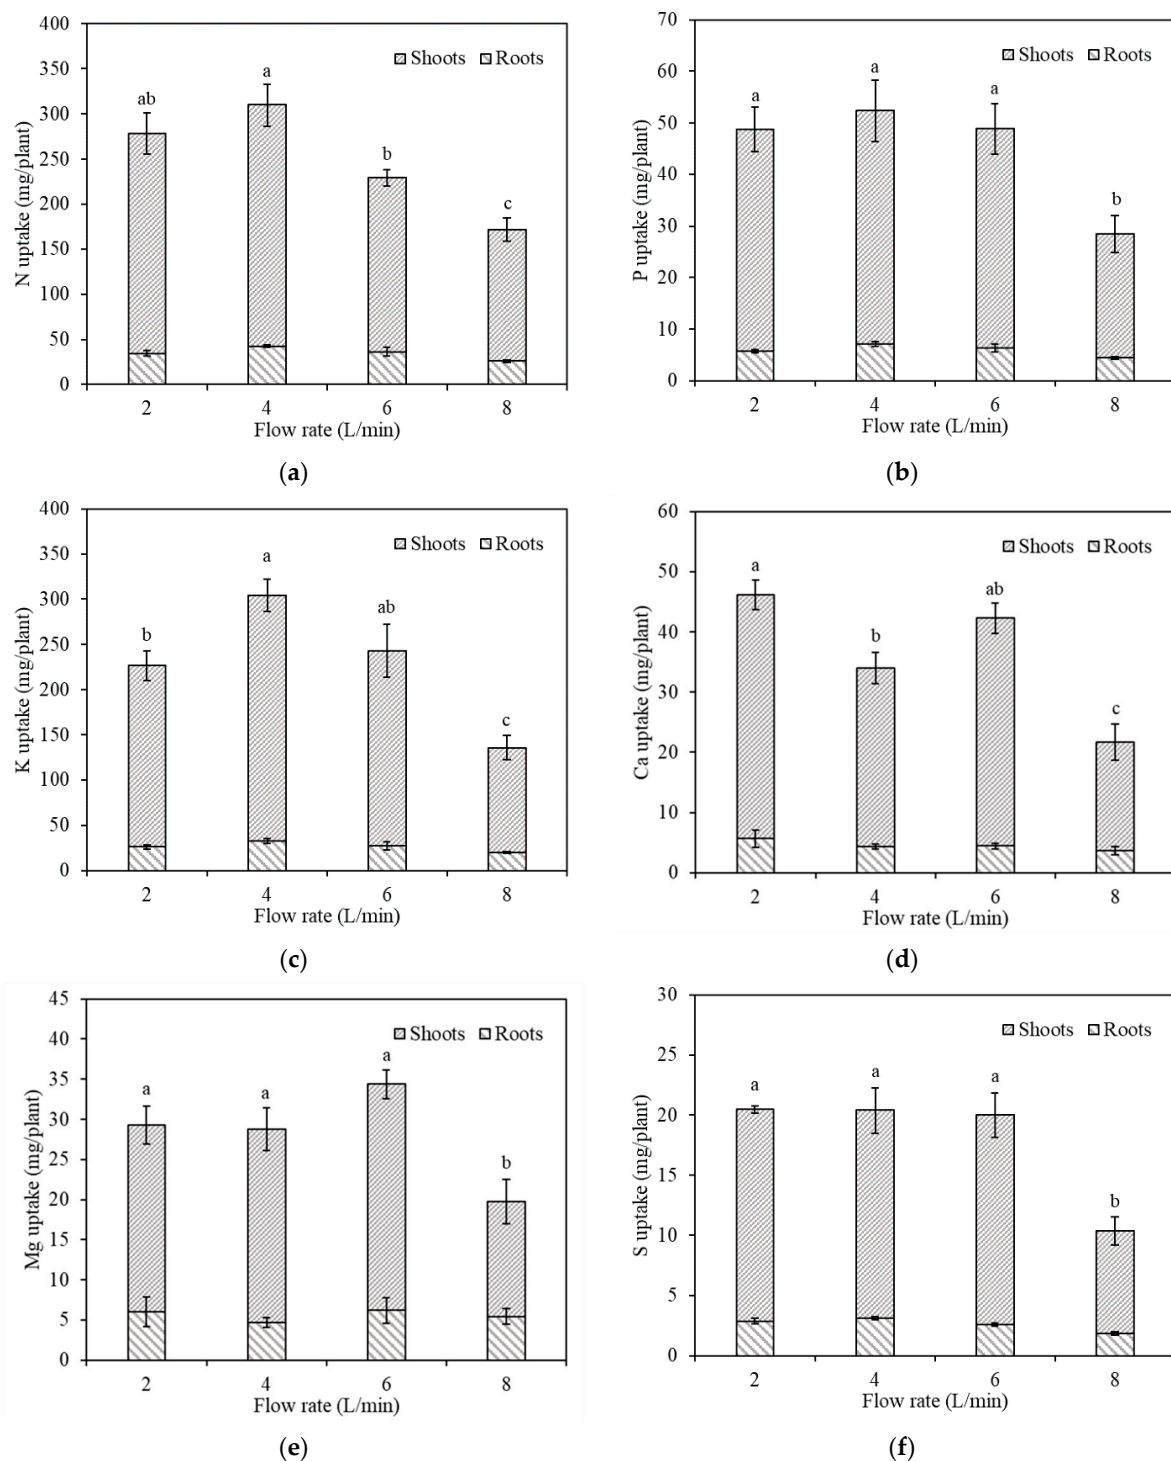 400
350
300
250
200
150
100
50
0
N uptake (mg/plant)
Shoots Roots
ab
a
b
c
2 4 6 8
Flow rate (L/min)
(a)
70
60
50
40
30
20
10
0
P uptake (mg/plant)
Shoots Roots
a
a
a
b
2 4 6 8
Flow rate (L/min)
(b)
400
350
300
250
200
150
100
50
0
K uptake (mg/plant)
Shoots Roots
b
a
ab
c
2 4 6 8
Flow rate (L/min)
(c)
60
50
40
30
20
10
0
Ca uptake (mg/plant)
Shoots Roots
a
b
ab
c
2 4 6 8
Flow rate (L/min)
(d)
45
40
35
30
25
20
15
10
5
0
Mg uptake (mg/plant)
Shoots Roots
a
a
a
b
2 4 6 8
Flow rate (L/min)
(e)
30
25
20
15
10
5
0
S uptake (mg/plant)
Shoots Roots
a
a
a
b
2 4 6 8
Flow rate (L/min)
(f)